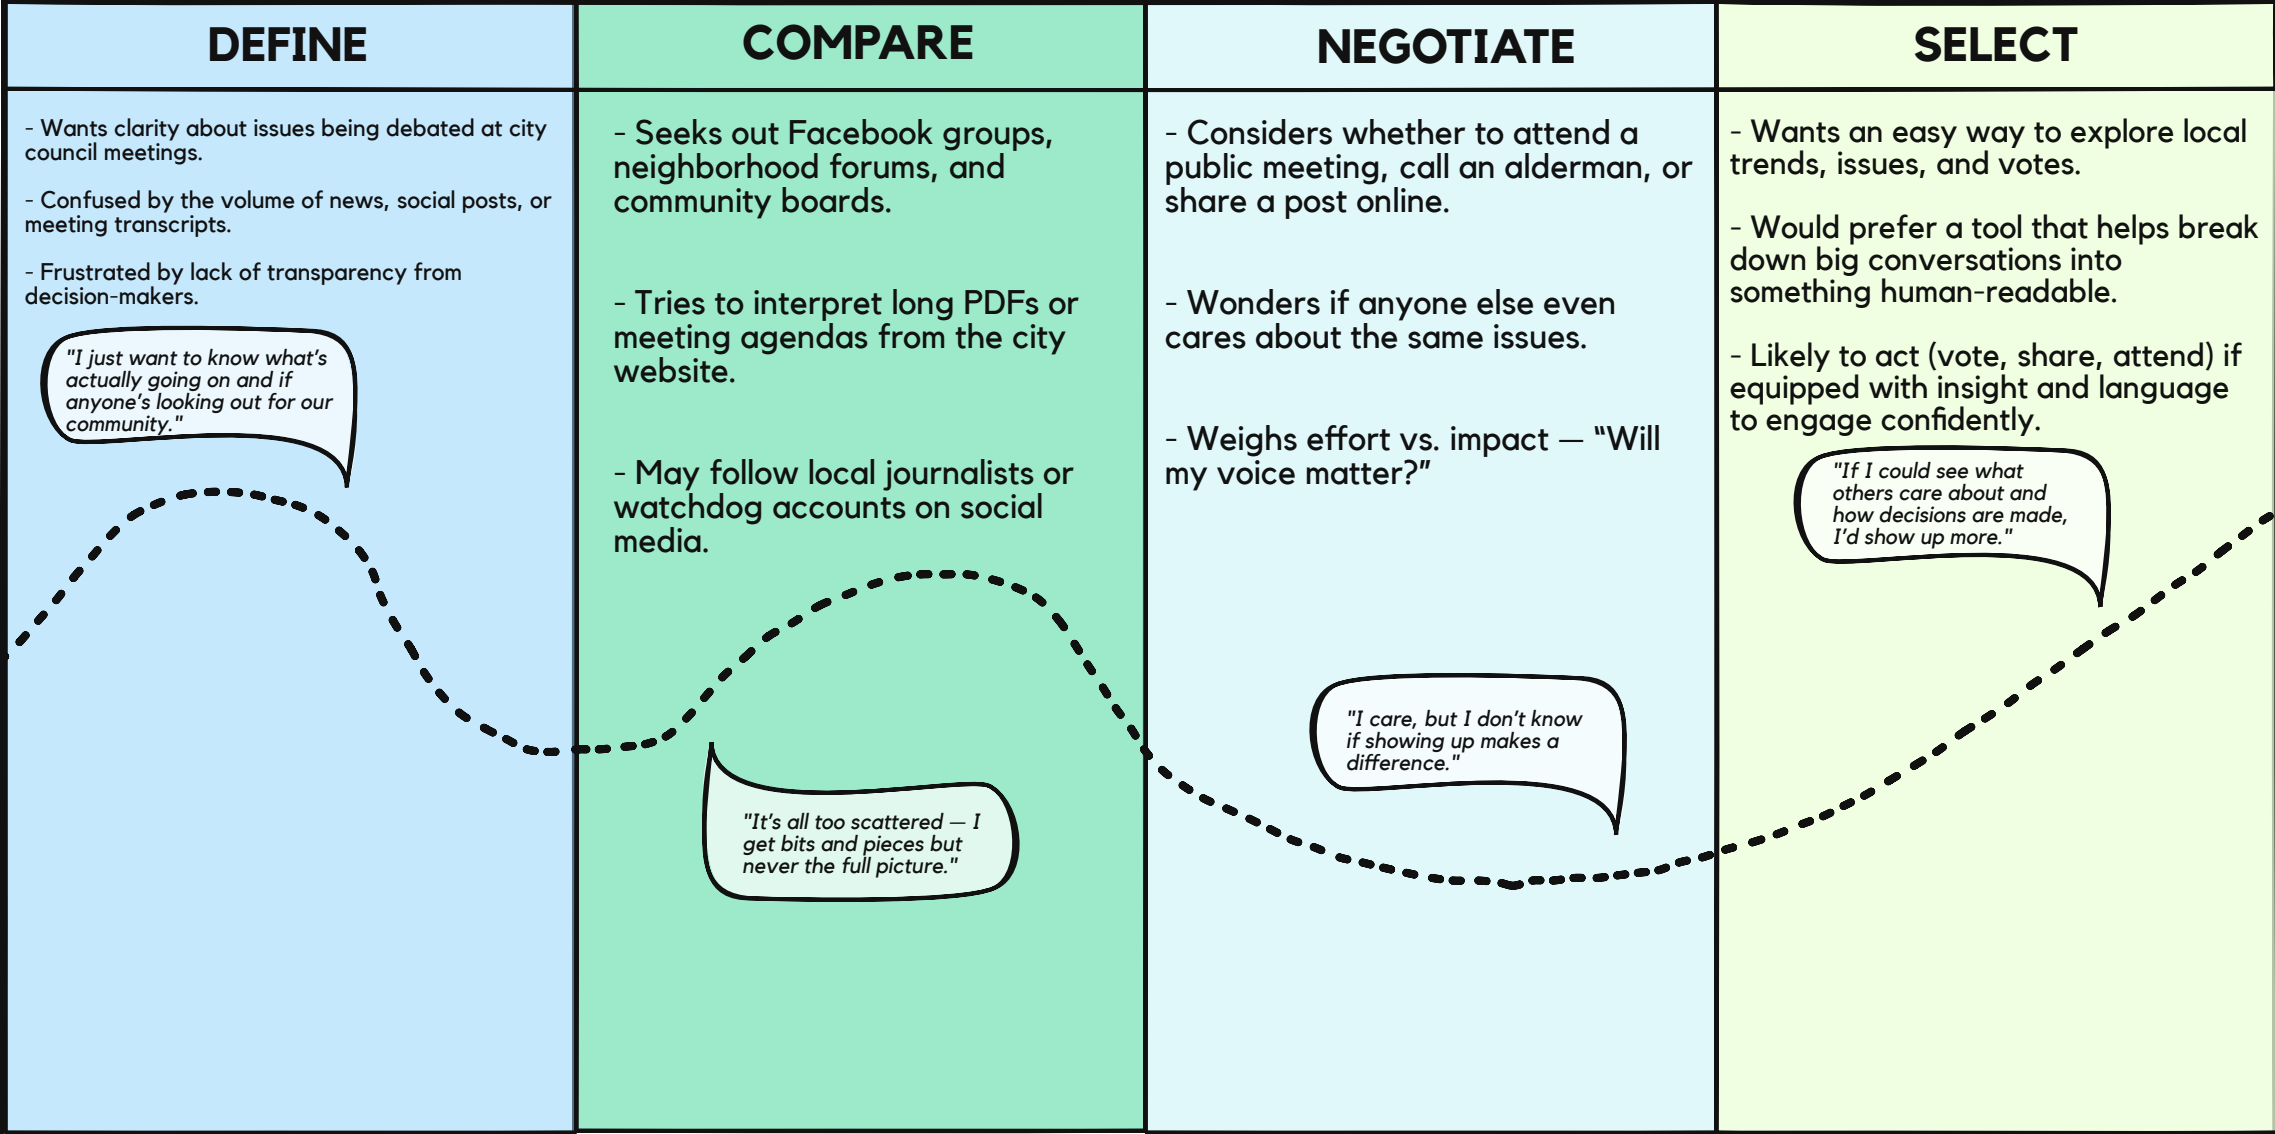 DEFINE
- Wants clarity about issues being debated at city
council meetings.
- Confused by the volume of news, social posts, or
meeting transcripts.
- Frustrated by lack of transparency from
decision-makers.
"I just want to know what's
actually going on and if
anyone's looking out for our
community."
COMPARE
- Seeks out Facebook groups,
neighborhood forums, and
community boards.
- Tries to interpret long PDFs or
meeting agendas from the city
website.
- May follow local journalists or
watchdog accounts on social
media.
"It's all too scattered — I
get bits and pieces but
never the full picture."
NEGOTIATE
- Considers whether to attend a
public meeting, call an alderman, or
share a post online.
- Wonders if anyone else even
cares about the same issues.
- Weighs effort vs. impact — “Will
my voice matter?”
"I care, but I don't know
if showing up makes a
difference."
SELECT
- Wants an easy way to explore local
trends, issues, and votes.
- Would prefer a tool that helps break
down big conversations into
something human-readable.
- Likely to act (vote, share, attend) if
equipped with insight and language
to engage confidently.
"If I could see what
others care about and
how decisions are made,
I'd show up more."